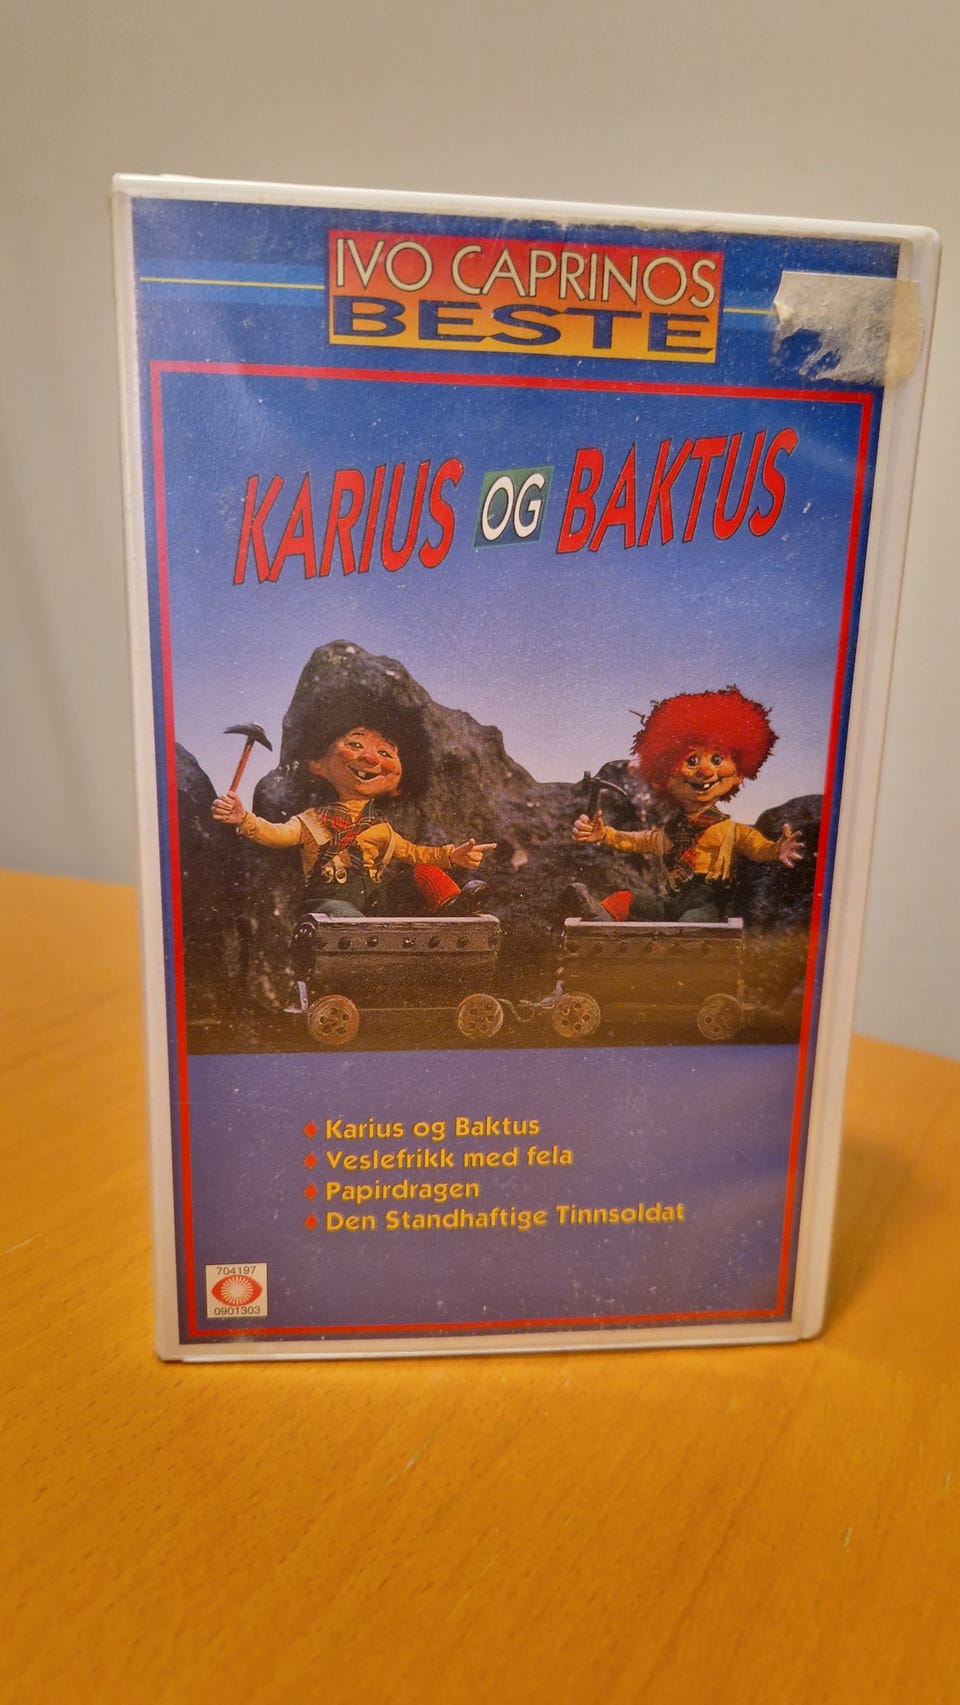 IVO CAPRINOS
BESTE
KARIUS OG BAKTUS
Karius og Baktus
Veslefrikk med fela
Papirdragen
Den Standhaftige Tinnsoldat
704197
0901303